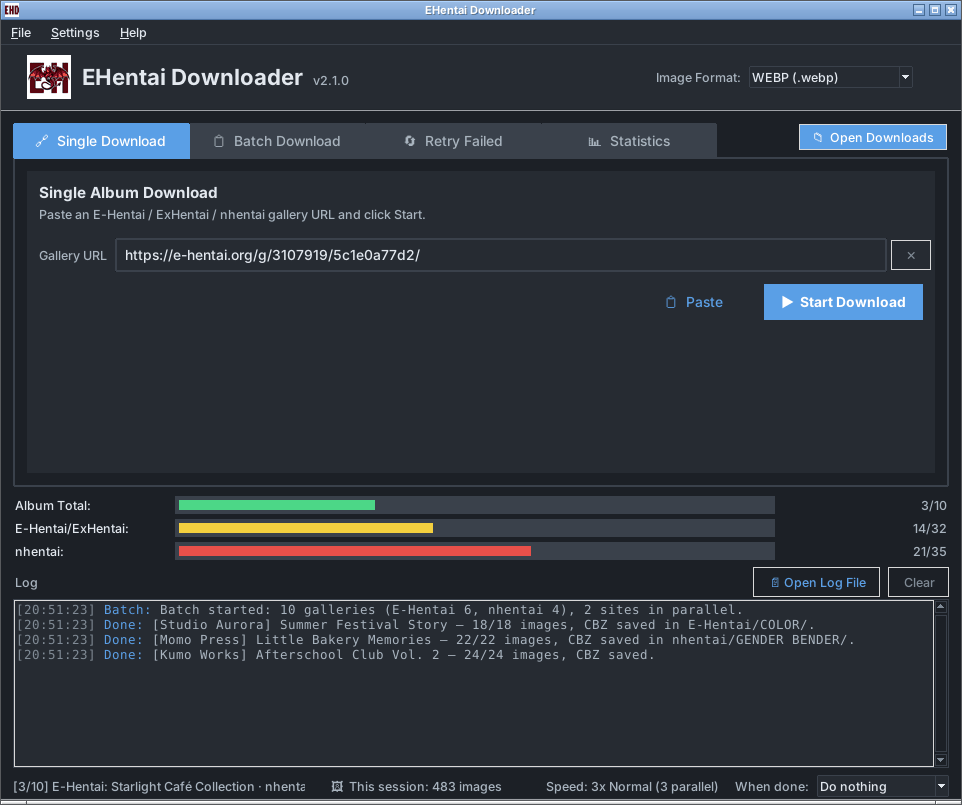 EHD
EHentai Downloader
File Settings Help
EH
EHentai Downloader v2.1.0
Image Format: WEBP (.webp)
Single Download
Batch Download
Retry Failed
Statistics
Open Downloads
Single Album Download
Paste an E-Hentai / ExHentai / nhentai gallery URL and click Start.
Gallery URL https://e-hentai.org/g/3107919/5c1e0a77d2/ ×
Paste
▶ Start Download
Album Total: 3/10
E-Hentai/ExHentai: 14/32
nhentai: 21/35
Log
Open Log File
Clear
[20:51:23] Batch: Batch started: 10 galleries (E-Hentai 6, nhentai 4), 2 sites in parallel.
[20:51:23] Done: [Studio Aurora] Summer Festival Story — 18/18 images, CBZ saved in E-Hentai/COLOR/.
[20:51:23] Done: [Momo Press] Little Bakery Memories — 22/22 images, CBZ saved in nhentai/GENDER BENDER/.
[20:51:23] Done: [Kumo Works] Afterschool Club Vol. 2 — 24/24 images, CBZ saved.
[3/10] E-Hentai: Starlight Café Collection · nhenta
This session: 483 images
Speed: 3x Normal (3 parallel)
When done: Do nothing